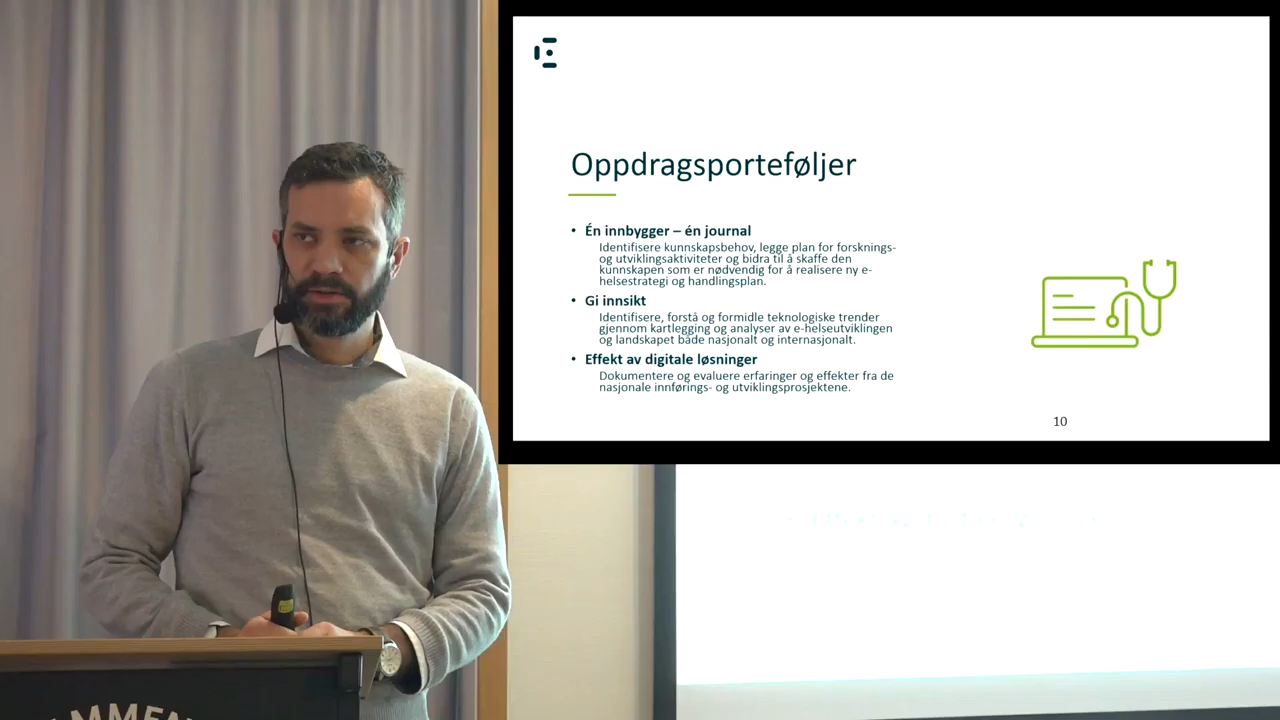 Oppdragsporteføljer
• Én innbygger – én journal
Identifisere kunnskapsbehov, legge plan for forsknings-
og utviklingsaktiviteter og bidra til å skaffe den
kunnskapen som er nødvendig for å realisere ny e-
helsestrategi og handlingsplan.
• Gi innsikt
Identifisere, forstå og formidle teknologiske trender
gjennom kartlegging og analyser av e-helseutviklingen
og landskapet både nasjonalt og internasjonalt.
• Effekt av digitale løsninger
Dokumentere og evaluere erfaringer og effekter fra de
nasjonale innførings- og utviklingsprosjektene.
10